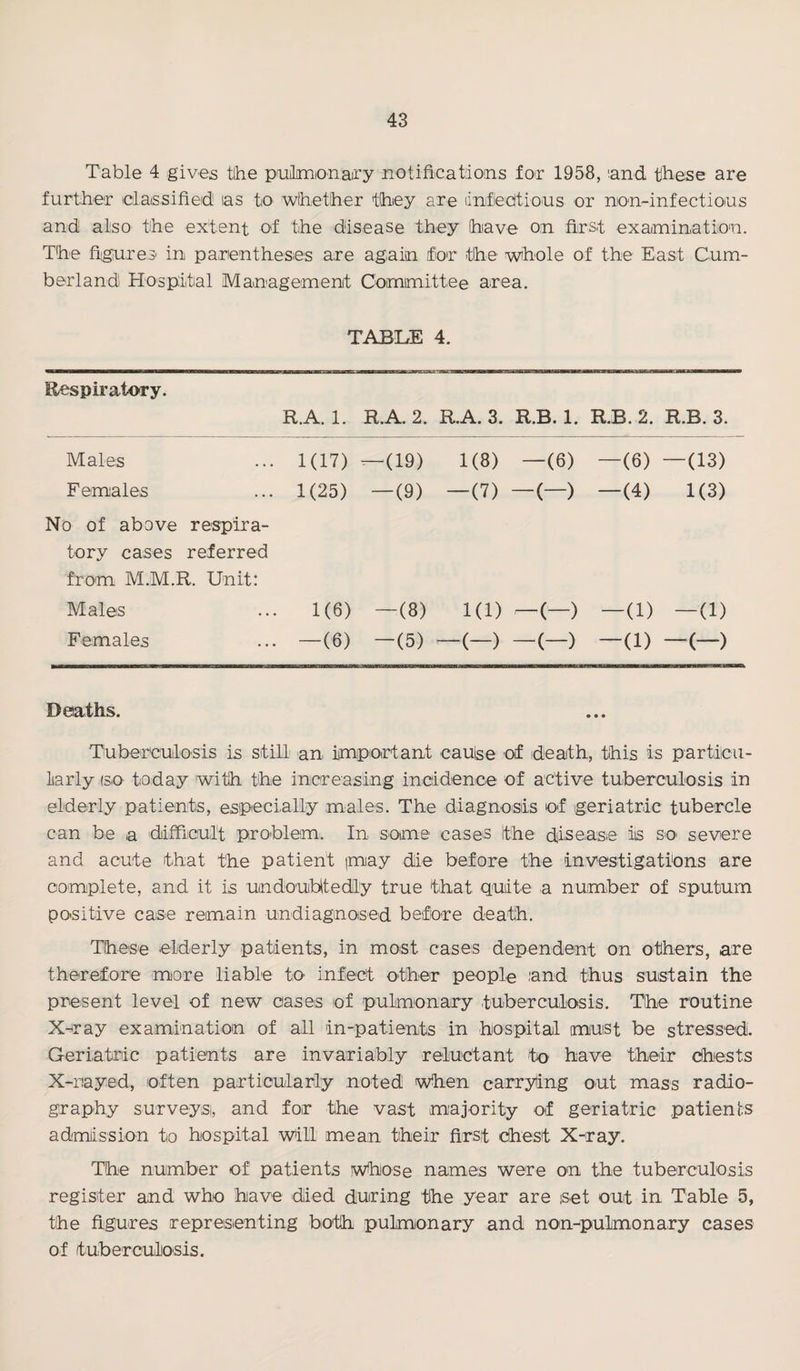 43
Table 4 gives the pulmonary notifications for 1958, and these are
further classified as to whether they are infectious or non-infectious
and also the extent of the disease they have on first examination.
The figures in parentheses are again for the whole of the East Cum-
berland Hospital Management Committee area.
TABLE 4.
Respiratory.
R.A. 1. R.A. 2. R.A. 3. R.B. 1. R.B. 2. R.B. 3.
Males ... 1(17) —(19) 1(8) —(6) —(6) —(13)
Females ... 1(25) —(9) —(7) —(—) —(4) 1(3)
No of above respira-
tory cases referred
from M.M.R. Unit:
Males ... 1(6) —(8) 1(1) —(—) —(1) —(1)
Females ... —(6) —(5) —(—) —(—) —(1) —(—)
Deaths. ...
Tuberculosis is still an important cause of death, this is particu-
larly so today with the increasing incidence of active tuberculosis in
elderly patients, especially males. The diagnosis of geriatric tubercle
can be a difficult problem. In some cases the disease is so severe
and acute that the patient may die before the investigations are
complete, and it is undoubtedly true that quite a number of sputum
positive case remain undiagnosed before death.
These elderly patients, in most cases dependent on others, are
therefore more liable to infect other people and thus sustain the
present level of new cases of pulmonary tuberculosis. The routine
X-ray examination of all in-patients in hospital must be stressed.
Geriatric patients are invariably reluctant to have their chests
X-rayed, often particularly noted when carrying out mass radio-
graphy surveys, and for the vast majority of geriatric patients
admission to hospital will mean their first chest X-ray.
The number of patients whose names were on the tuberculosis
register and who have died during the year are set out in Table 5,
the figures representing both pulmonary and non-pulmonary cases
of tuberculosis.